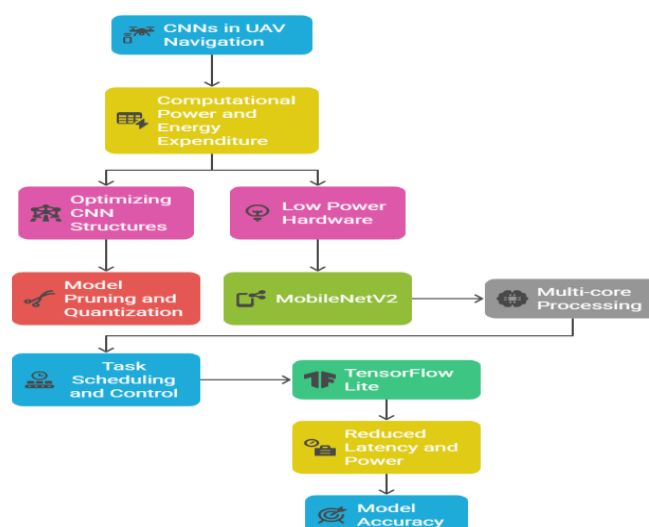 CNNs in UAV
Navigation
Computational
Power and
Energy
Expenditure
Optimizing
CNN
Structures
Low Power
Hardware
Model
Pruning and
Quantization
MobileNetV2
Multi-core
Processing
Task
Scheduling
and Control
TensorFlow
Lite
Reduced
Latency and
Power
Model
Accuracy